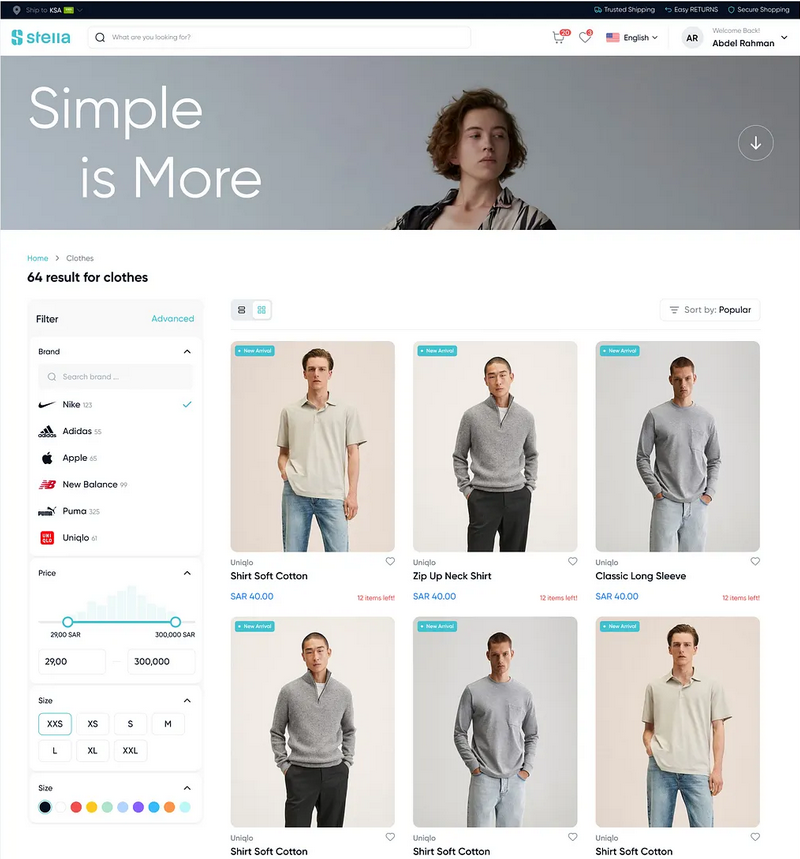 Ship to KSA
Trusted Shipping
Easy RETURNS
Secure Shopping
stella
What are you looking for?
20
3
English
AR
Welcome Back!
Abdel Rahman
Simple
is More
Home > Clothes
64 result for clothes
Filter
Advanced
Brand
Search brand ...
Nike 123
adidas
Adidas 55
Apple 65
New Balance 99
Puma 325
UNI
QLO
Uniqlo 61
Price
29,00 SAR
300,000 SAR
29,00
300,000
Size
XXS
XS
S
M
L
XL
XXL
Size
Sort by: Popular
New Arrival
New Arrival
New Arrival
Uniqlo
Shirt Soft Cotton
SAR 40.00
12 items left!
Uniqlo
Zip Up Neck Shirt
SAR 40.00
12 items left!
Uniqlo
Classic Long Sleeve
SAR 40.00
12 items left!
New Arrival
New Arrival
New Arrival
Uniqlo
Shirt Soft Cotton
Uniqlo
Shirt Soft Cotton
Uniqlo
Shirt Soft Cotton